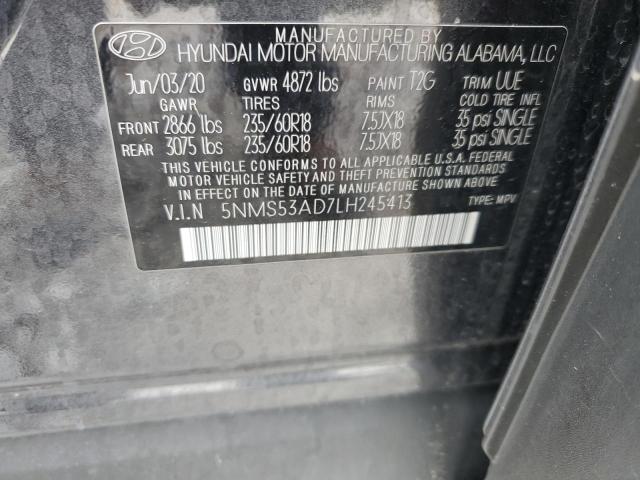 MANUFACTURED BY
HYUNDAI MOTOR MANUFACTURING ALABAMA, LLC
Jun/03/20 GVWR 4872 lbs PAINT T2G TRIM UUE
GAWR TIRES RIMS COLD TIRE INFL
FRONT 2866 lbs 235/60R18 7.5JX18 35 psi SINGLE
REAR 3075 lbs 235/60R18 7.5JX18 35 psi SINGLE
THIS VEHICLE CONFORMS TO ALL APPLICABLE U.S.A. FEDERAL
MOTOR VEHICLE SAFETY AND THEFT PREVENTION STANDARDS
IN EFFECT ON THE DATE OF MANUFACTURE SHOWN ABOVE.
V.I.N 5NMS53AD7LH245413 TYPE: MPV